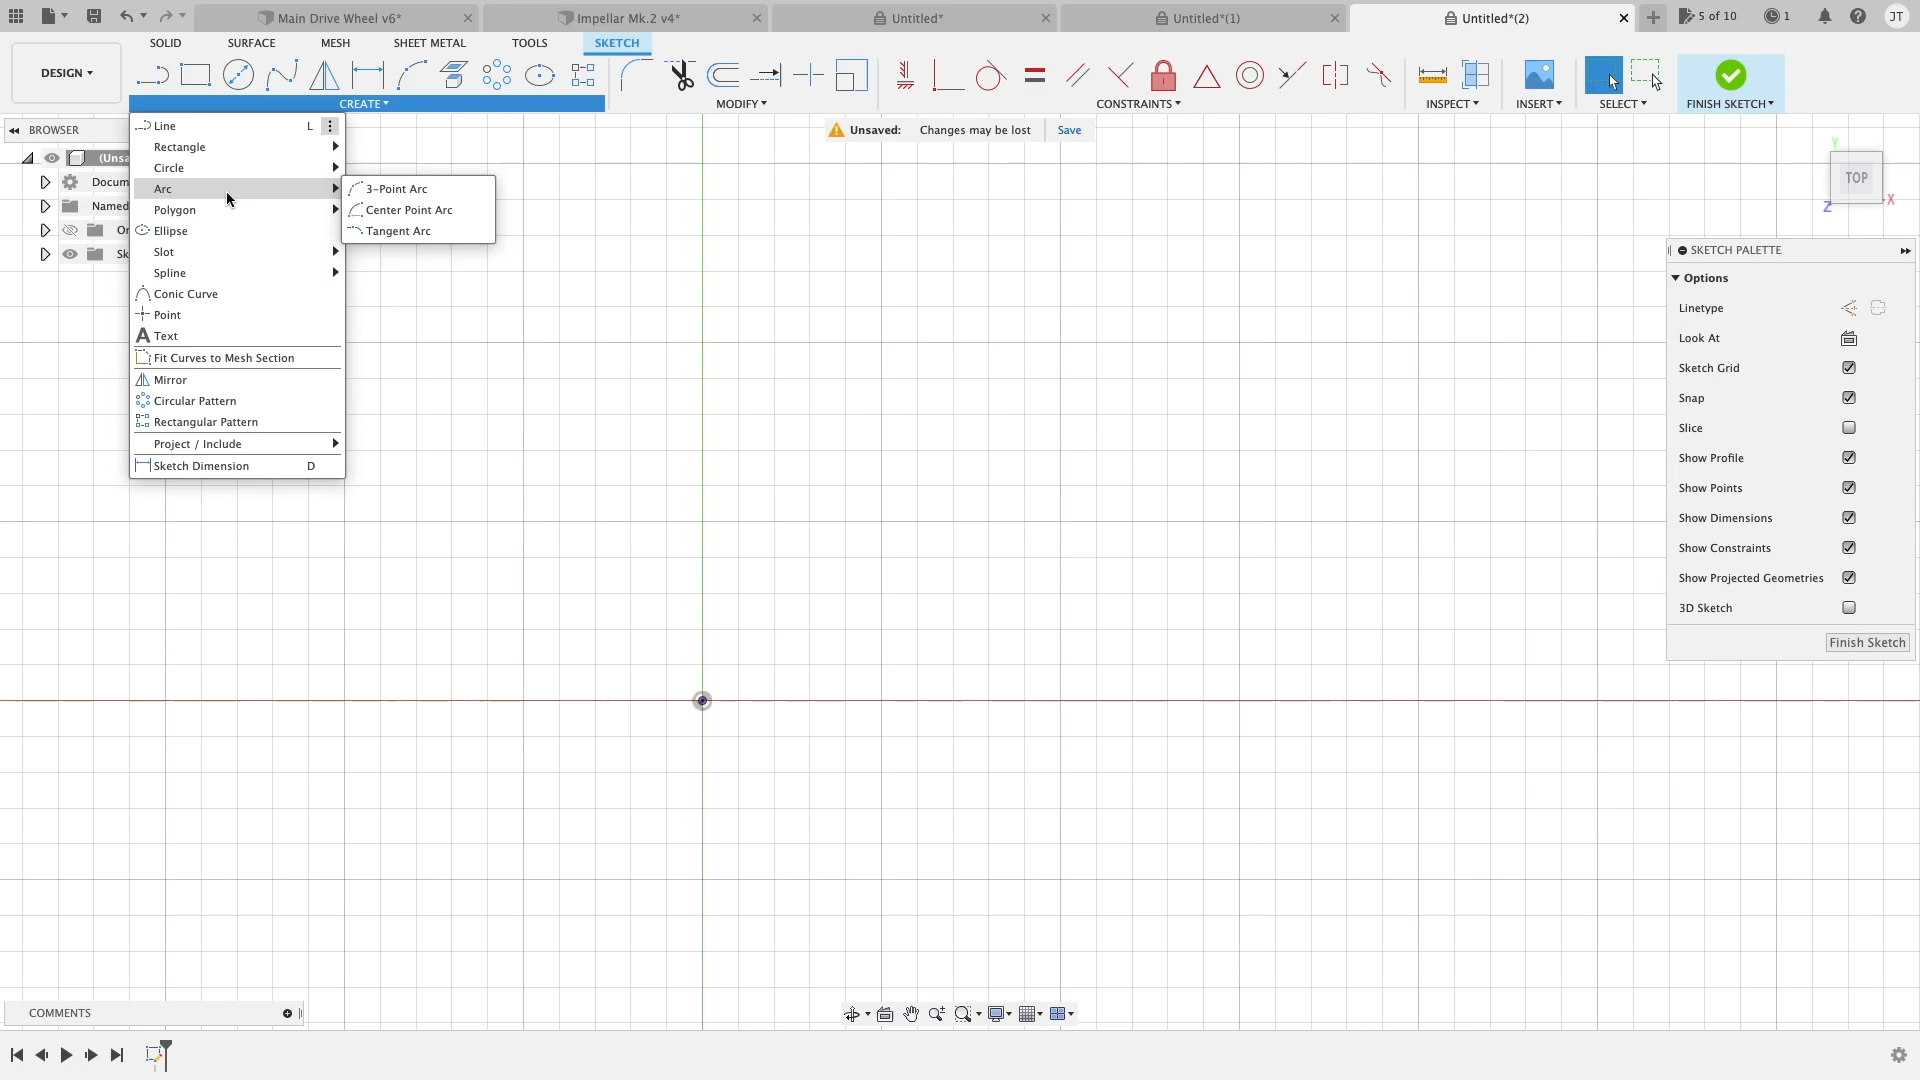 Main Drive Wheel v6*
Impellar Mk.2 v4*
Untitled*
Untitled*(1)
Untitled*(2)
5 of 10
1
JT
SOLID
SURFACE
MESH
SHEET METAL
TOOLS
SKETCH
DESIGN
CREATE
MODIFY
CONSTRAINTS
INSPECT
INSERT
SELECT
FINISH SKETCH
BROWSER
Unsaved: Changes may be lost Save
(Unsa
Docum
Named
Or
Sk
Line L
Rectangle
Circle
Arc
Polygon
Ellipse
Slot
Spline
Conic Curve
Point
Text
Fit Curves to Mesh Section
Mirror
Circular Pattern
Rectangular Pattern
Project / Include
Sketch Dimension D
3-Point Arc
Center Point Arc
Tangent Arc
Y
TOP
X
Z
SKETCH PALETTE
Options
Linetype
Look At
Sketch Grid
Snap
Slice
Show Profile
Show Points
Show Dimensions
Show Constraints
Show Projected Geometries
3D Sketch
Finish Sketch
COMMENTS